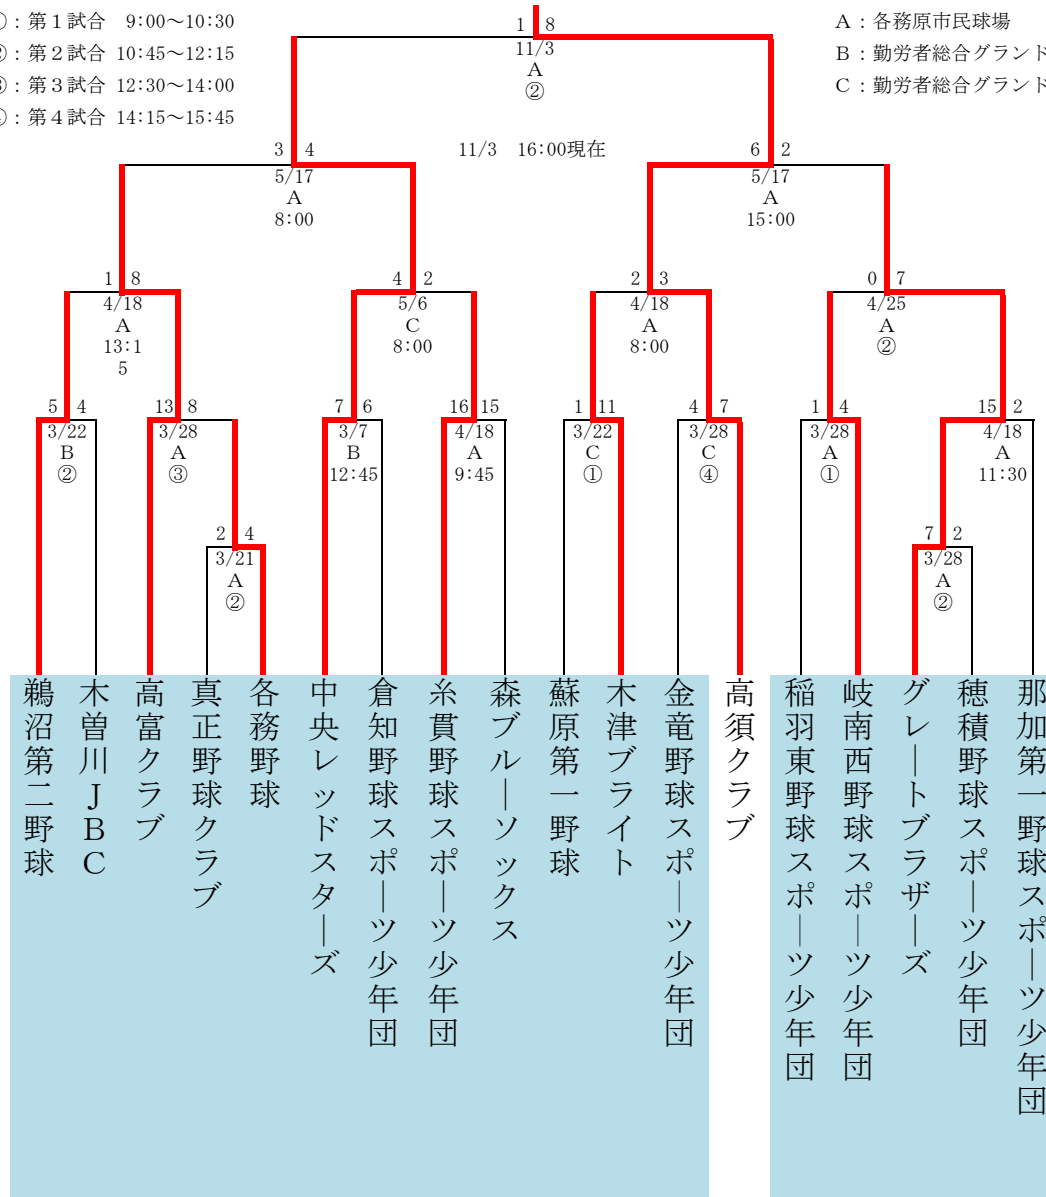 ：第１試合 9:00～10:30
：第２試合 10:45～12:15
：第３試合 12:30～14:00
：第４試合 14:15～15:45
A：各務原市民球場
B：勤労者総合グランド
C：勤労者総合グランド
1 8
11/3
A
②
11/3 16:00現在
3 4
5/17
A
8:00
6 2
5/17
A
15:00
1 8
4/18
A
13:1
5
4 2
5/6
C
8:00
2 3
4/18
A
8:00
0 7
4/25
A
②
5 4
3/22
B
②
13 8
3/28
A
③
7 6
3/7
B
12:45
16 15
4/18
A
9:45
1 11
3/22
C
①
4 7
3/28
C
④
1 4
3/28
A
①
15 2
4/18
A
11:30
2 4
3/21
A
②
7 2
3/28
A
②
鵜沼第二野球
木曽川ＪＢＣ
高富クラブ
真正野球クラブ
各務野球
中央レッドスターズ
倉知野球スポーツ少年団
糸貫野球スポーツ少年団
森ブルーソックス
蘇原第一野球
木津ブライト
金竜野球スポーツ少年団
高須クラブ
稲羽東野球スポーツ少年団
岐南西野球スポーツ少年団
グレートブラザーズ
穂積野球スポーツ少年団
那加第一野球スポーツ少年団